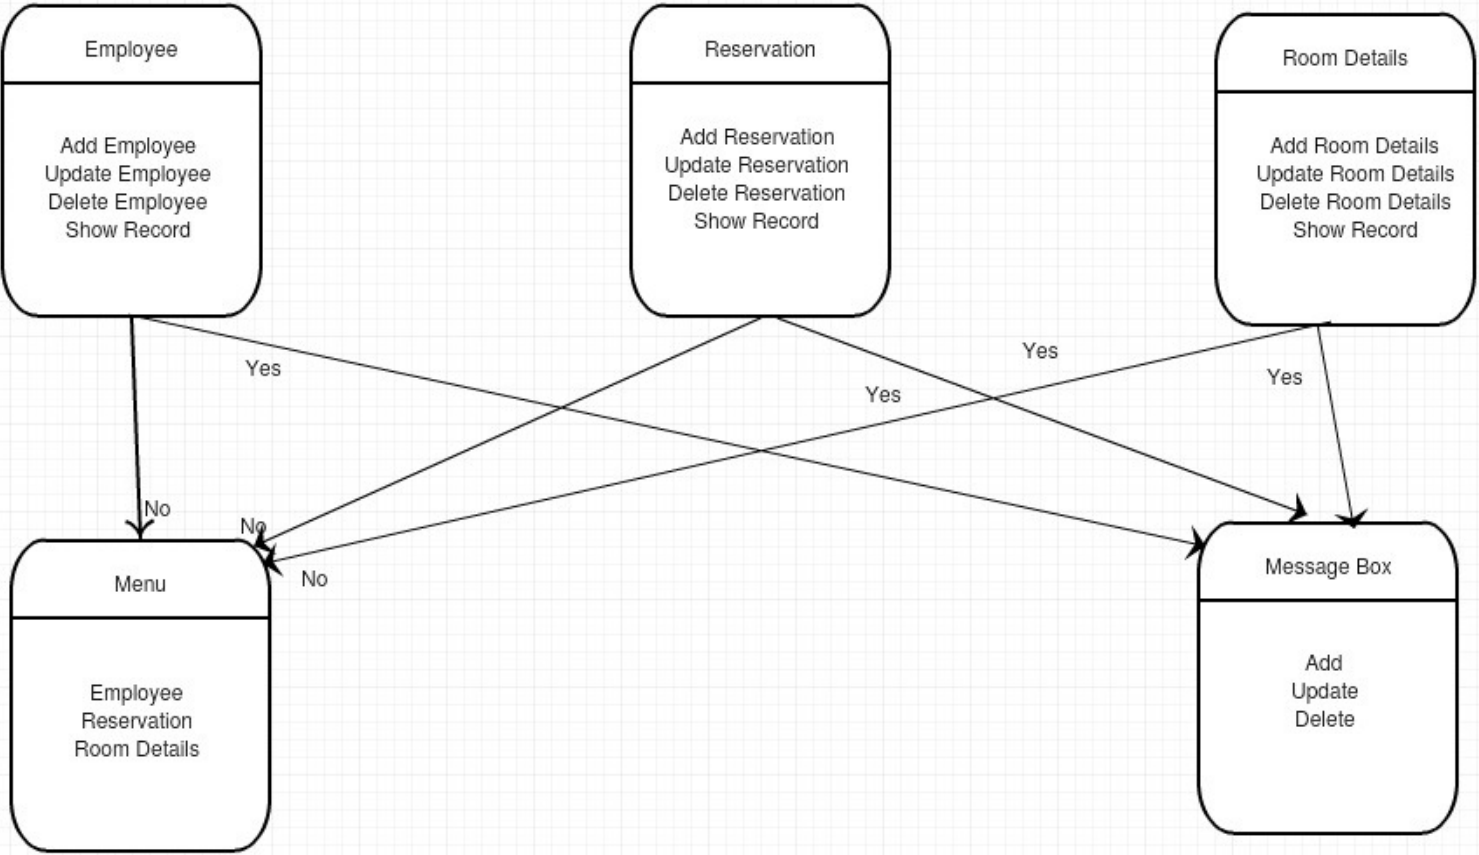 Employee
Add Employee
Update Employee
Delete Employee
Show Record
Reservation
Add Reservation
Update Reservation
Delete Reservation
Show Record
Room Details
Add Room Details
Update Room Details
Delete Room Details
Show Record
Yes
Yes
Yes
Yes
No
No
No
Menu
Employee
Reservation
Room Details
Message Box
Add
Update
Delete